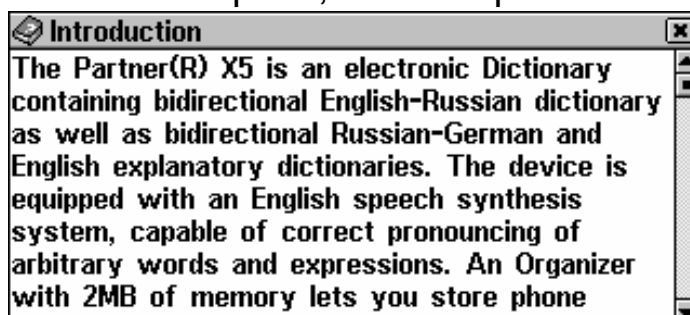 Introduction
The Partner(R) X5 is an electronic Dictionary
containing bidirectional English-Russian dictionary
as well as bidirectional Russian-German and
English explanatory dictionaries. The device is
equipped with an English speech synthesis
system, capable of correct pronouncing of
arbitrary words and expressions. An Organizer
with 2MB of memory lets you store phone